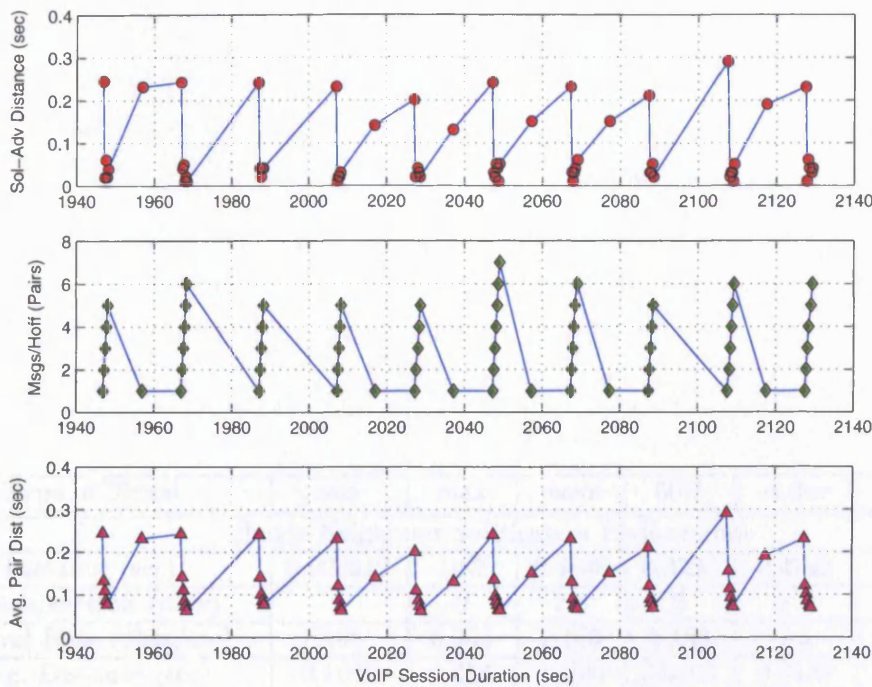 Sol–Adv Distance (sec)
0.4
0.3
0.2
0.1
0
1940 1960 1980 2000 2020 2040 2060 2080 2100 2120 2140
Msgs/Hoff (Pairs)
8
6
4
2
0
1940 1960 1980 2000 2020 2040 2060 2080 2100 2120 2140
Avg. Pair Dist (sec)
0.4
0.3
0.2
0.1
0
1940 1960 1980 2000 2020 2040 2060 2080 2100 2120 2140
VoIP Session Duration (sec)